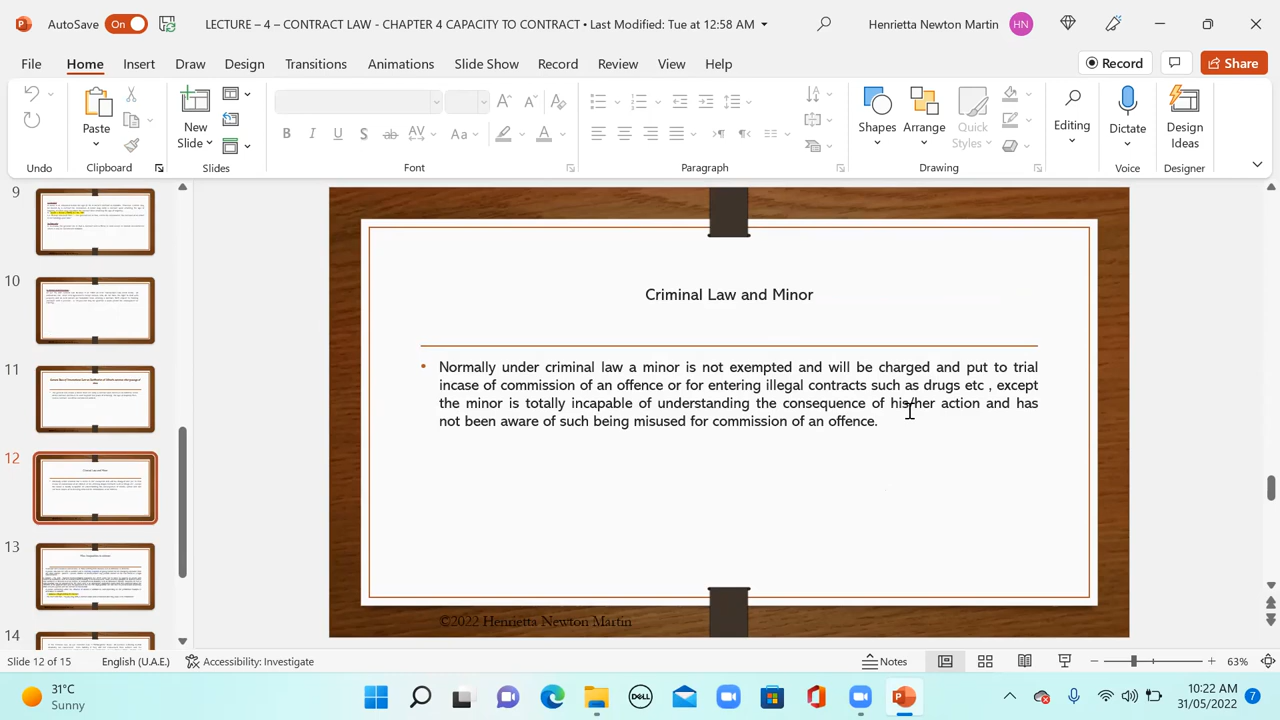 AutoSave On LECTURE – 4 – CONTRACT LAW - CHAPTER 4 CAPACITY TO CONTRACT • Last Modified: Tue at 12:58 AM Henrietta Newton Martin HN
File Home Insert Draw Design Transitions Animations Slide Show Record Review View Help Record Share
Paste New Slide Shapes Arrange Quick Styles Editing Dictate Design Ideas
Undo Clipboard Slides Font Paragraph Drawing Voice Designer
9
10
11
12
13
14
Criminal Law and Minor
• Normally under criminal law a minor is not exempted and will be charged and put to trial
incase of commission of an offence or for entering illegal contracts such as drugs etc , except
the minor is totally incapable of understanding the consequence of his/her action and has
not been aware of such being misused for commission of an offence.
©2022 Henrietta Newton Martin
Slide 12 of 15 English (U.A.E.) Accessibility: Investigate Notes 63%
31°C
Sunny
DELL
10:22 AM
31/05/2022
7